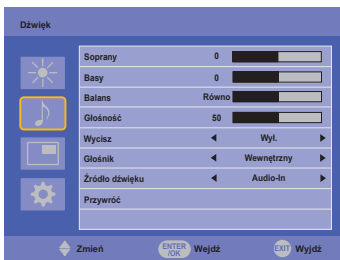 Dźwięk
Soprany 0
Basy 0
Balans Równo
Głośność 50
Wycisz Wył.
Głośnik Wewnętrzny
Źródło dźwięku Audio-In
Przywróć
Zmień ENTER /OK Wejdź EXIT Wyjdź